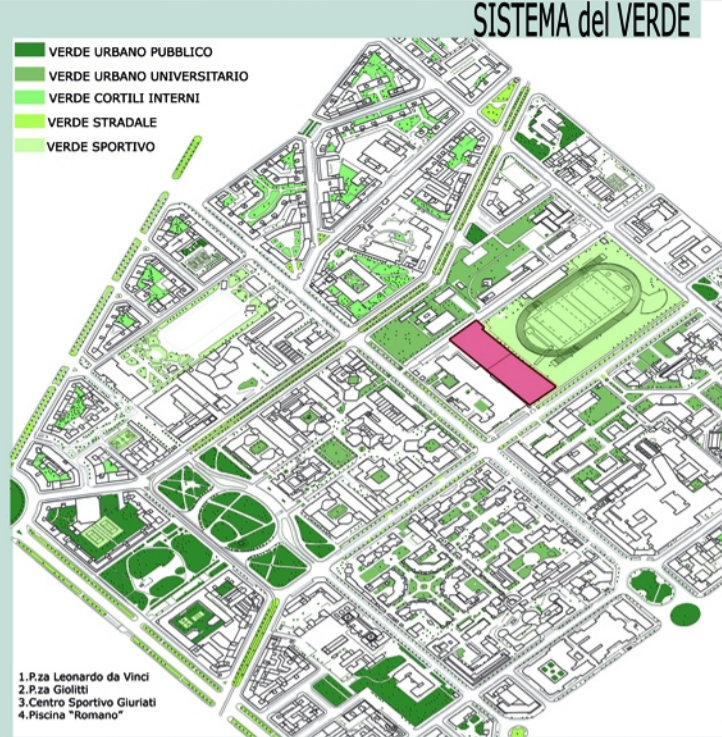 SISTEMA del VERDE
VERDE URBANO PUBBLICO
VERDE URBANO UNIVERSITARIO
VERDE CORTILI INTERNI
VERDE STRADALE
VERDE SPORTIVO
1.P.za Leonardo da Vinci
2.P.za Giolitti
3.Centro Sportivo Giuriati
4.Piscina "Romano"